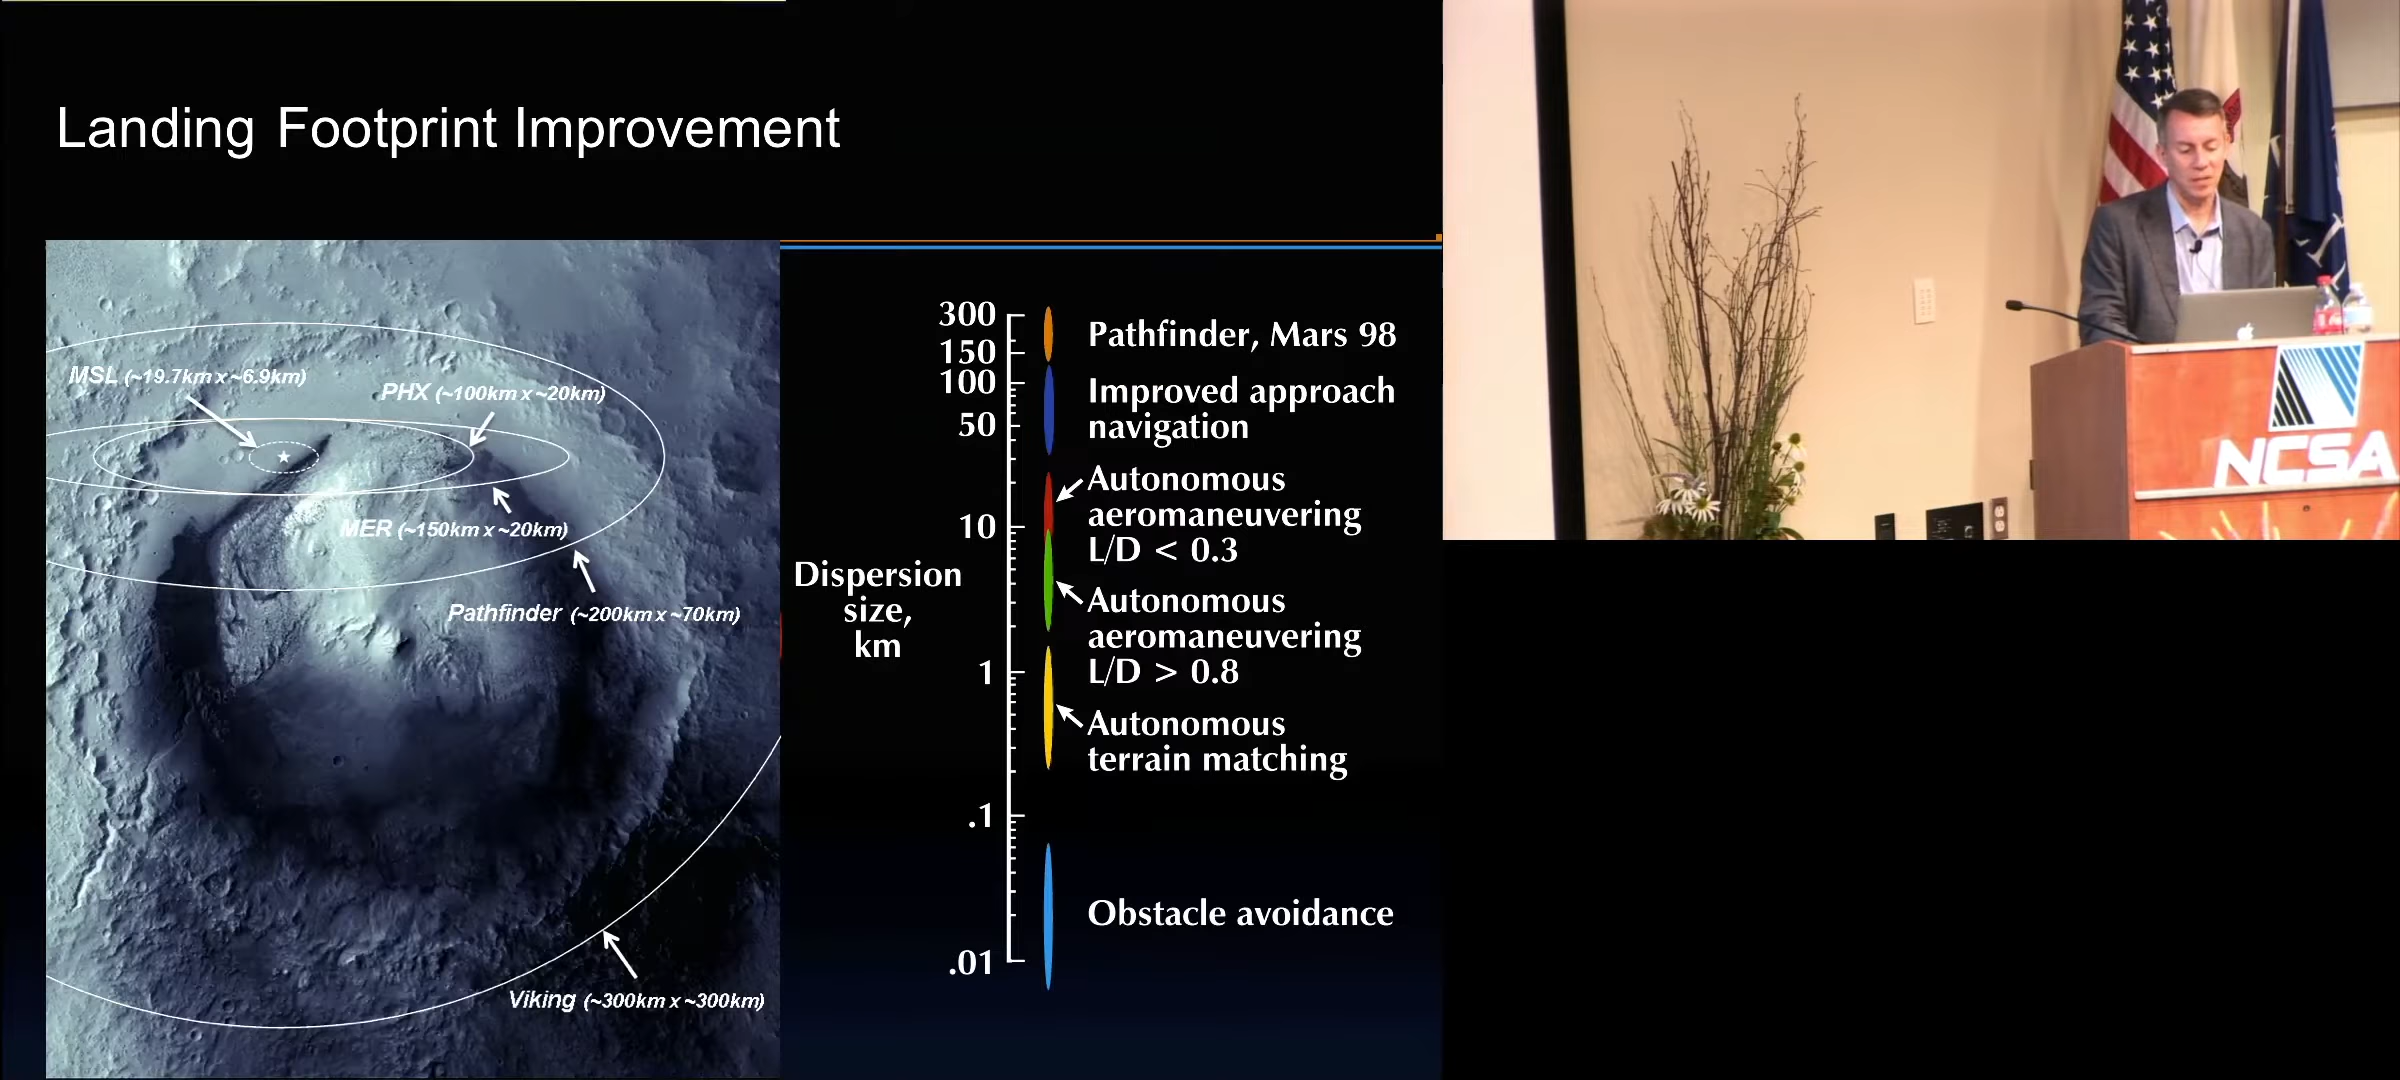 Landing Footprint Improvement
MSL (~19.7km x ~6.9km)
PHX (~100km x ~20km)
MER (~150km x ~20km)
Pathfinder (~200km x ~70km)
Viking (~300km x ~300km)
300
150
100
50
10
1
.1
.01
Dispersion
size,
km
Pathfinder, Mars 98
Improved approach
navigation
Autonomous
aeromaneuvering
L/D < 0.3
Autonomous
aeromaneuvering
L/D > 0.8
Autonomous
terrain matching
Obstacle avoidance
NCSA